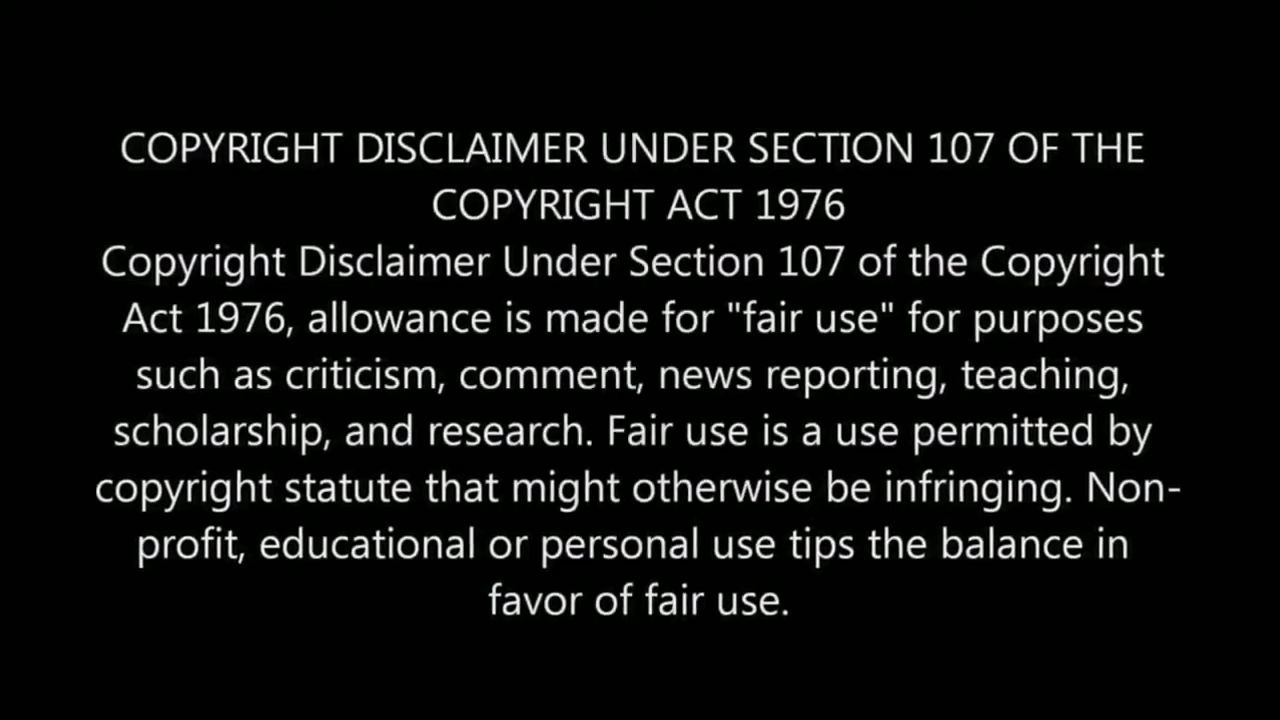 COPYRIGHT DISCLAIMER UNDER SECTION 107 OF THE
COPYRIGHT ACT 1976
Copyright Disclaimer Under Section 107 of the Copyright
Act 1976, allowance is made for "fair use" for purposes
such as criticism, comment, news reporting, teaching,
scholarship, and research. Fair use is a use permitted by
copyright statute that might otherwise be infringing. Non-
profit, educational or personal use tips the balance in
favor of fair use.